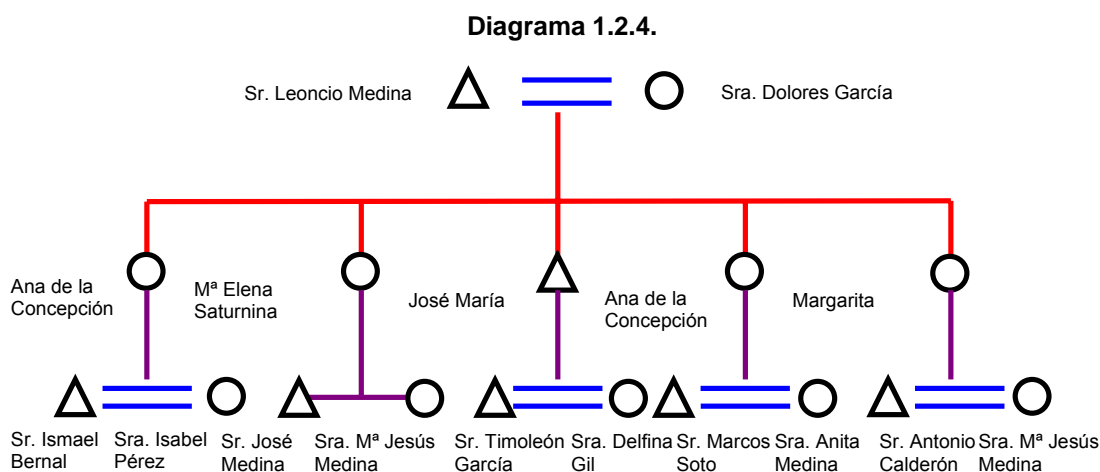 Diagrama 1.2.4.
Sr. Leoncio Medina
Sra. Dolores García
Ana de la
Concepción
Mª Elena
Saturnina
José María
Ana de la
Concepción
Margarita
Sr. Ismael
Bernal
Sra. Isabel
Pérez
Sr. José
Medina
Sra. Mª Jesús
Medina
Sr. Timoleón
García
Sra. Delfina
Gil
Sr. Marcos
Soto
Sra. Anita
Medina
Sr. Antonio
Calderón
Sra. Mª Jesús
Medina